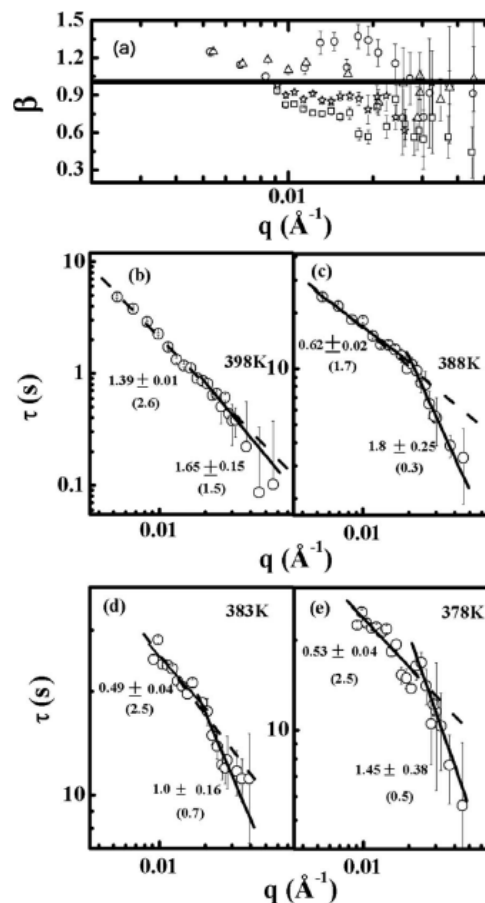 1.5
(a)
1.2
0.9
0.6
0.3
β
0.01
q (Å⁻¹)
10
(b)
(c)
398K
388K
τ (s)
1
1.39 ± 0.01
(2.6)
0.62 ± 0.02
(1.7)
10
1.65 ± 0.15
(1.5)
1.8 ± 0.25
(0.3)
0.1
0.01
0.01
q (Å⁻¹)
q (Å⁻¹)
(d)
383K
(e)
378K
τ (s)
0.49 ± 0.04
(2.5)
0.53 ± 0.04
(2.5)
10
1.0 ± 0.16
(0.7)
1.45 ± 0.38
(0.5)
10
0.01
0.01
q (Å⁻¹)
q (Å⁻¹)